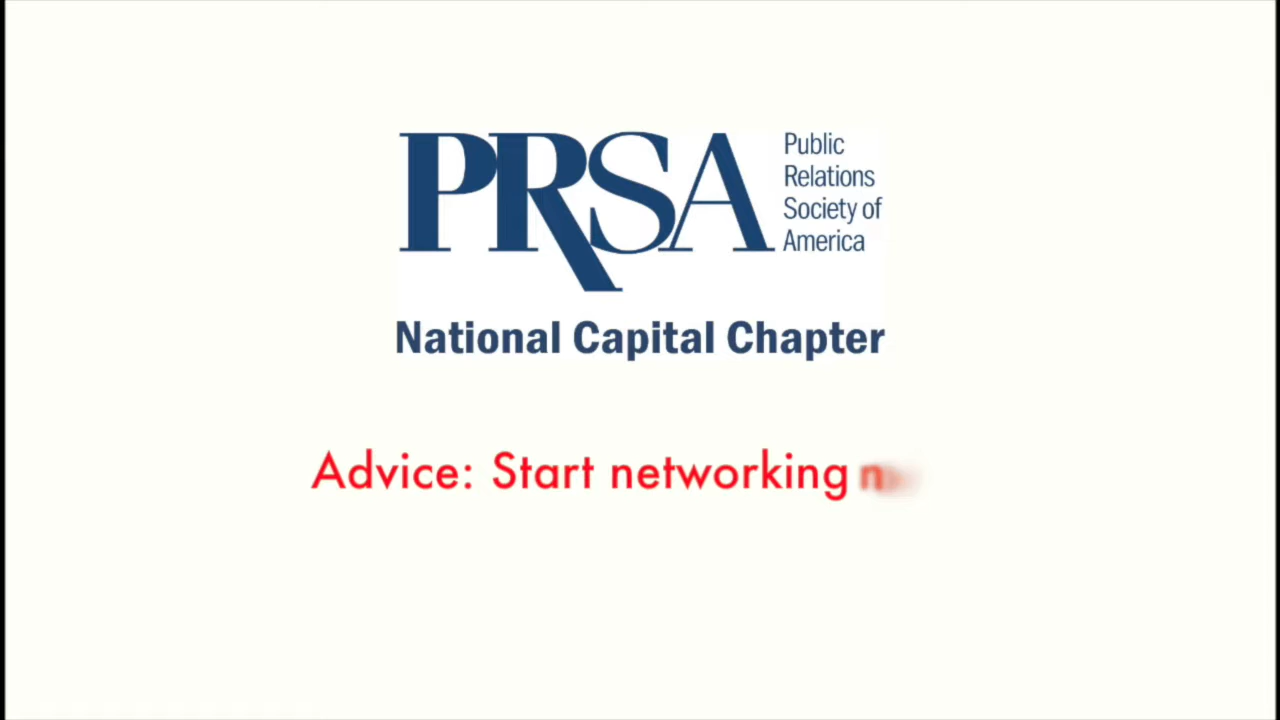 PRSA
Public
Relations
Society of
America
National Capital Chapter
Advice: Start networking